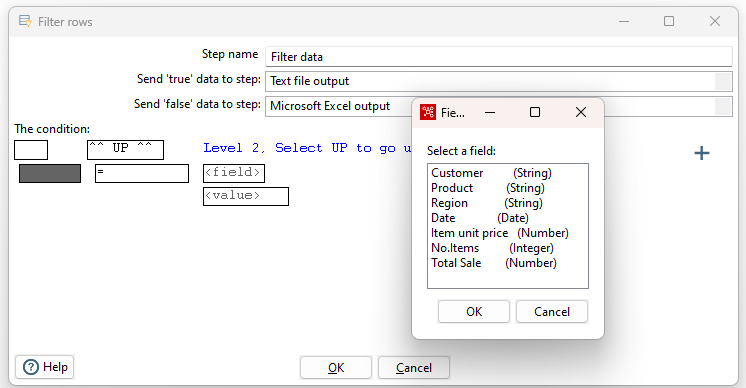 Filter rows
Step name Filter data
Send 'true' data to step: Text file output
Send 'false' data to step: Microsoft Excel output
The condition:
^^ UP ^^ Level 2, Select UP to go u
= <field>
<value>
Fie...
Select a field:
Customer (String)
Product (String)
Region (String)
Date (Date)
Item unit price (Number)
No.Items (Integer)
Total Sale (Number)
OK Cancel
Help OK Cancel